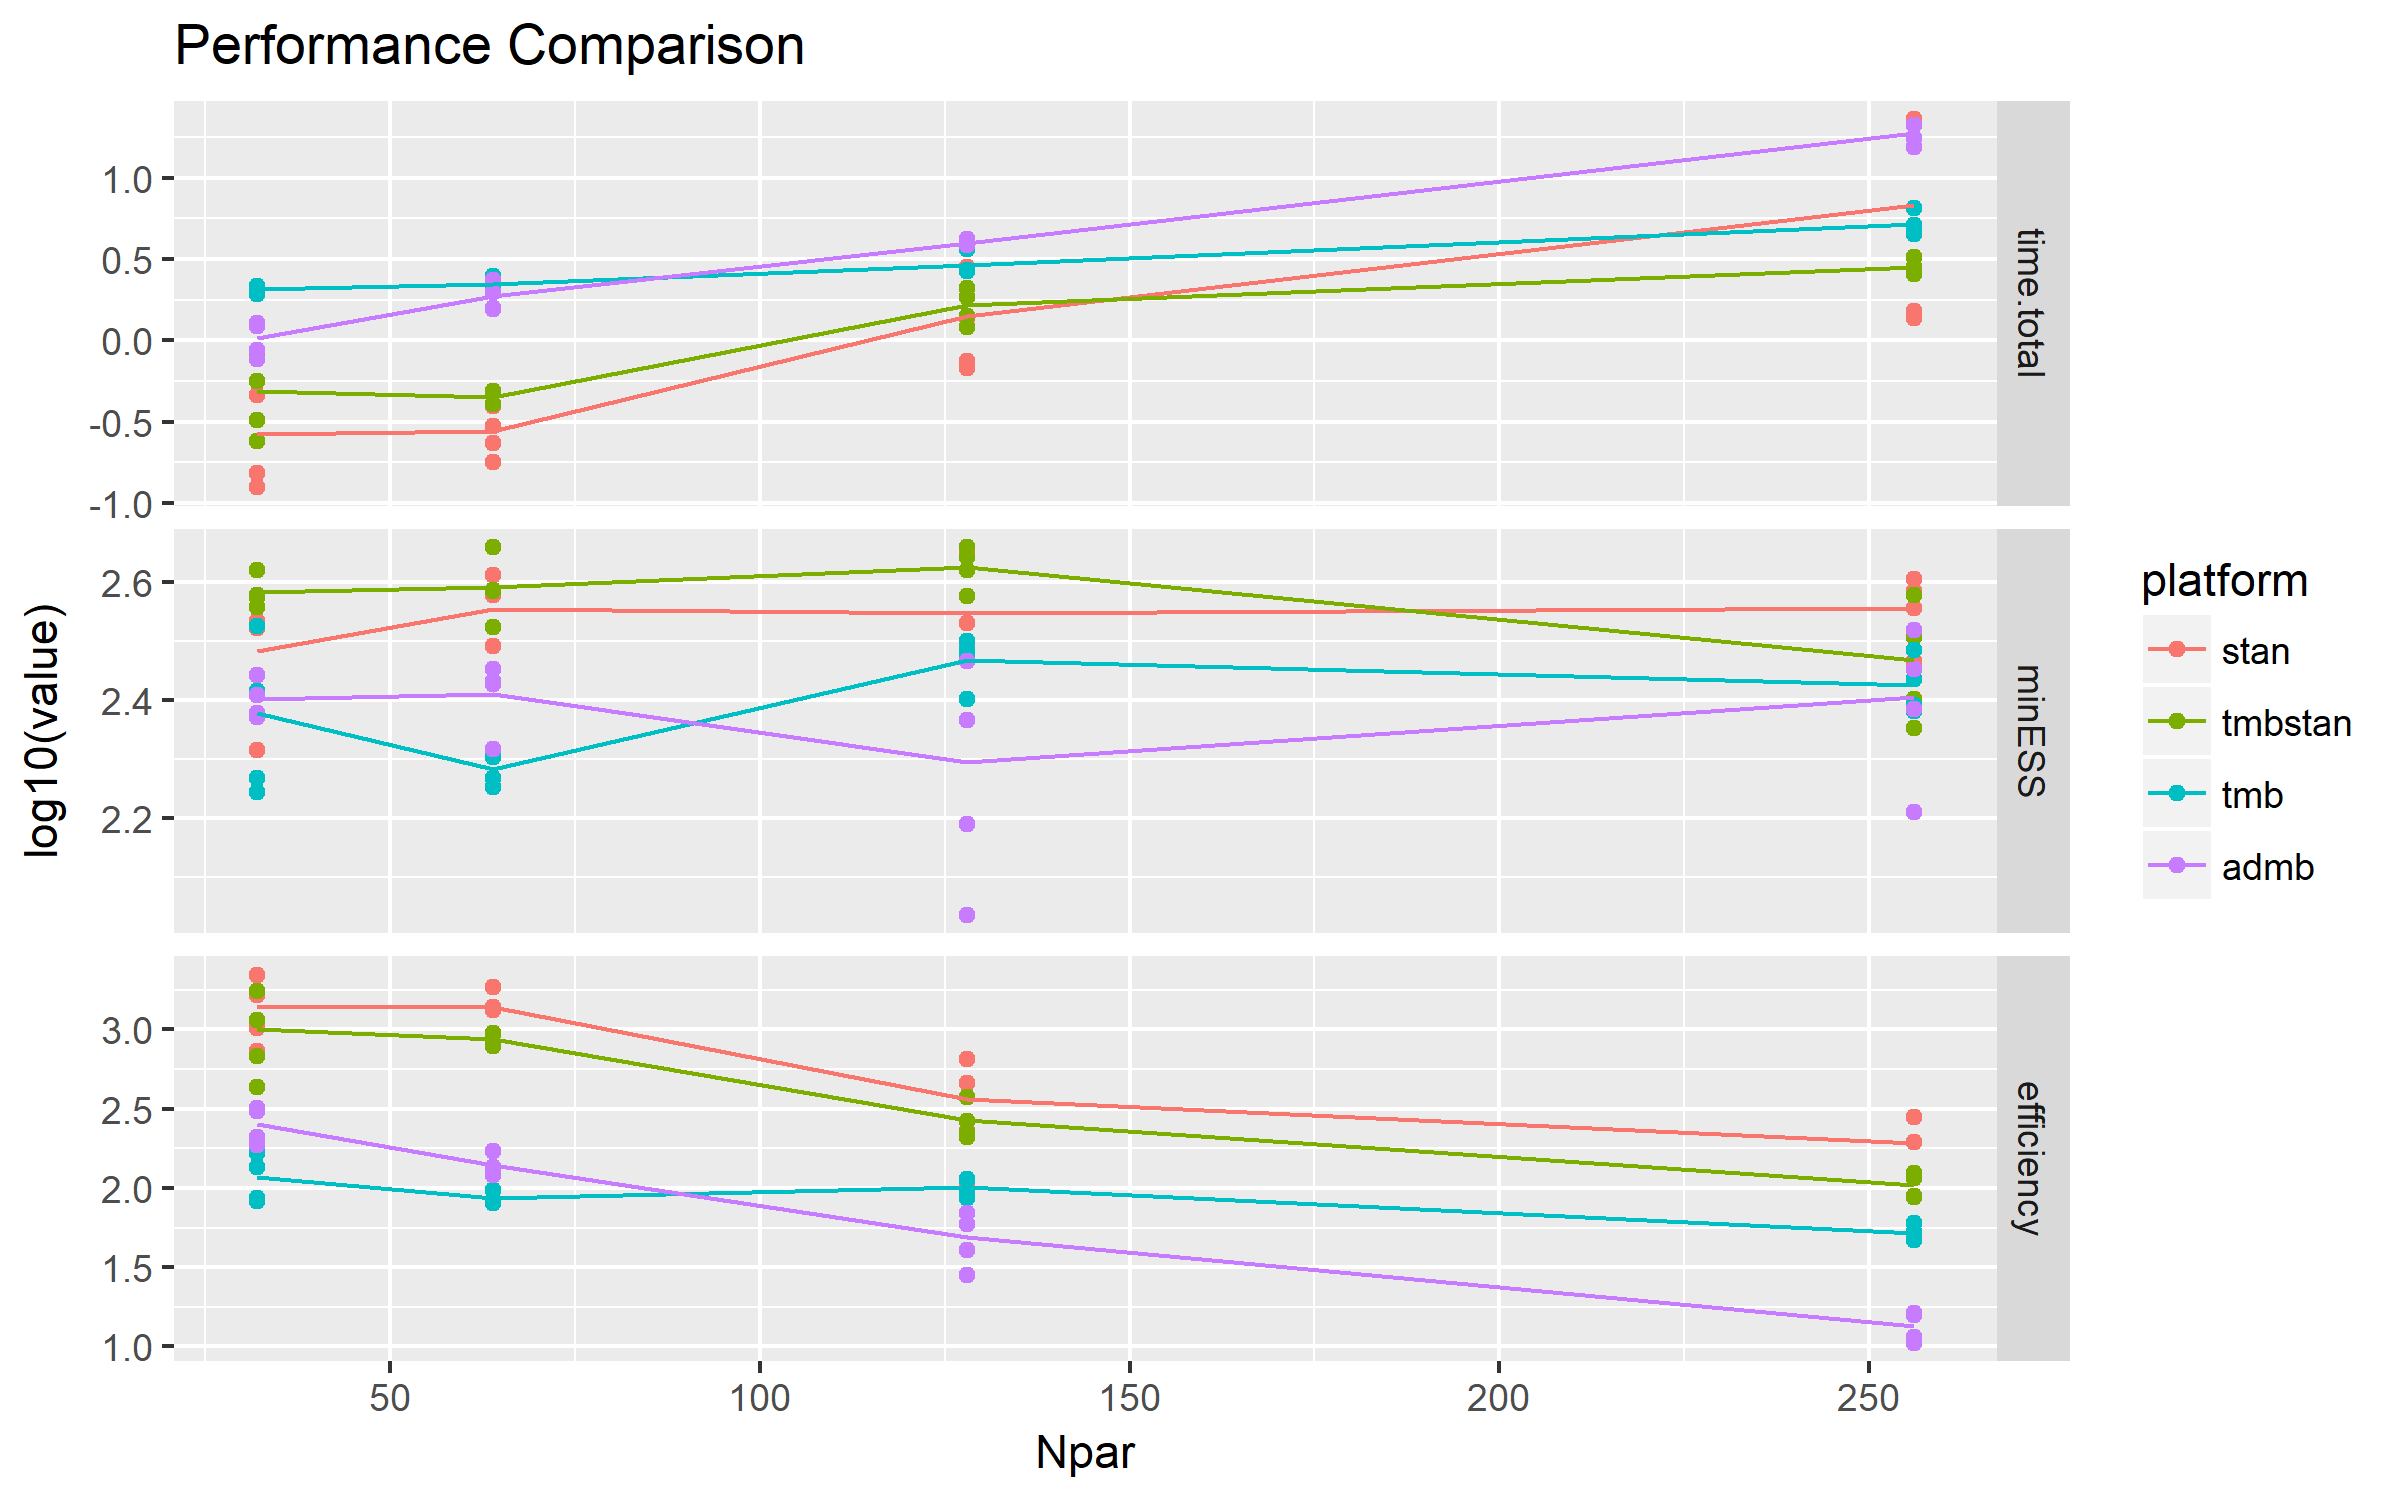 Performance Comparison
1.0
0.5
0.0
-0.5
-1.0
time.total
2.6
2.4
2.2
minESS
3.0
2.5
2.0
1.5
1.0
efficiency
log10(value)
50 100 150 200 250
Npar
platform
stan
tmbstan
tmb
admb